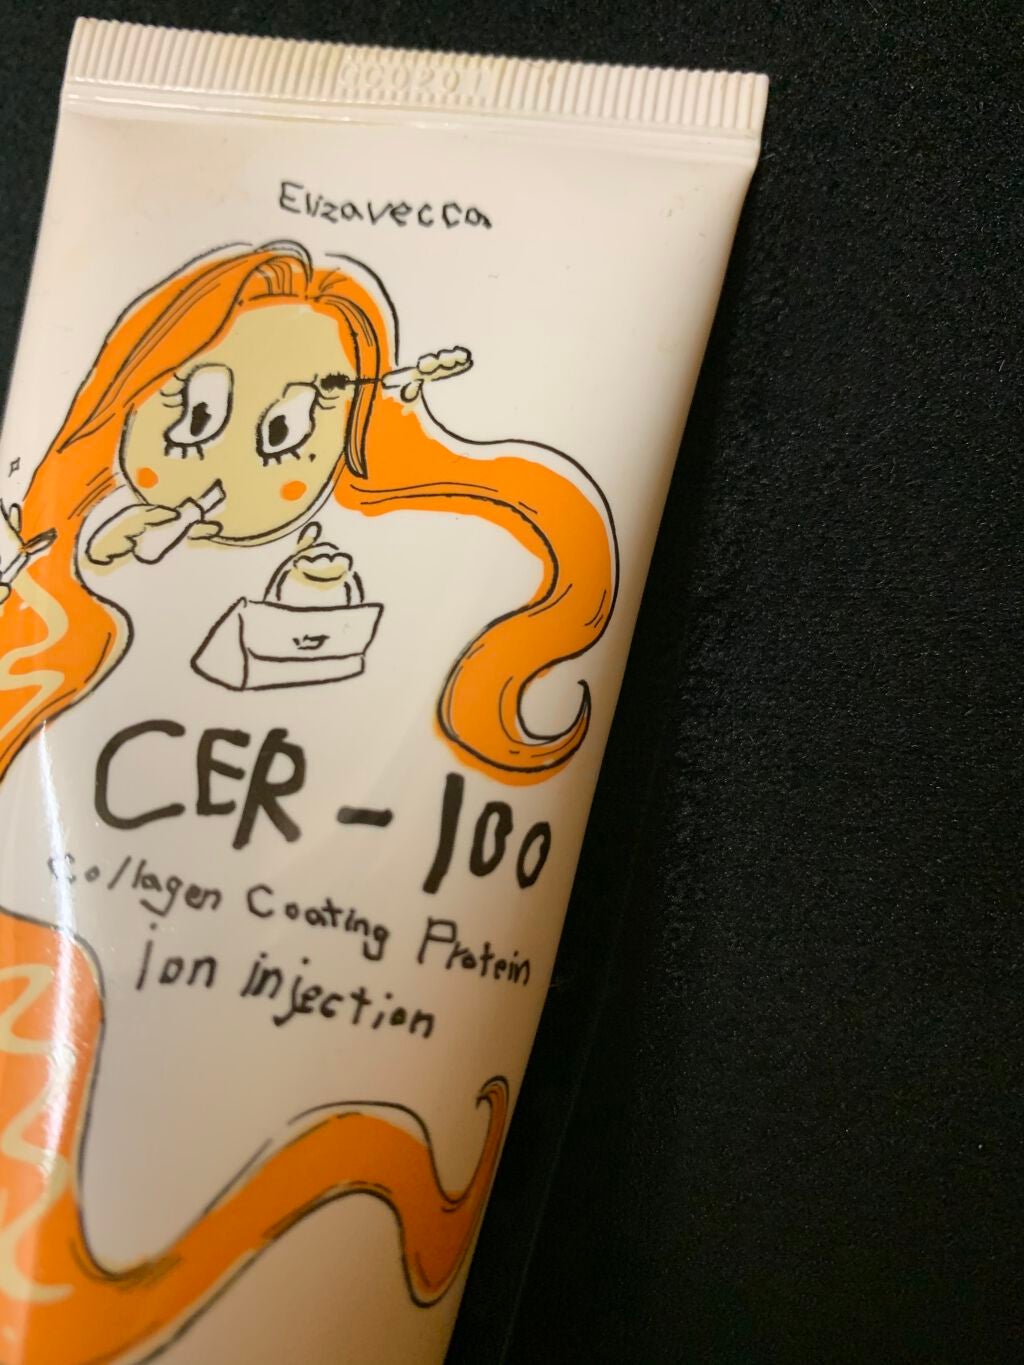 Elizavecca
CER-100
Collagen Coating Protein
ion injection